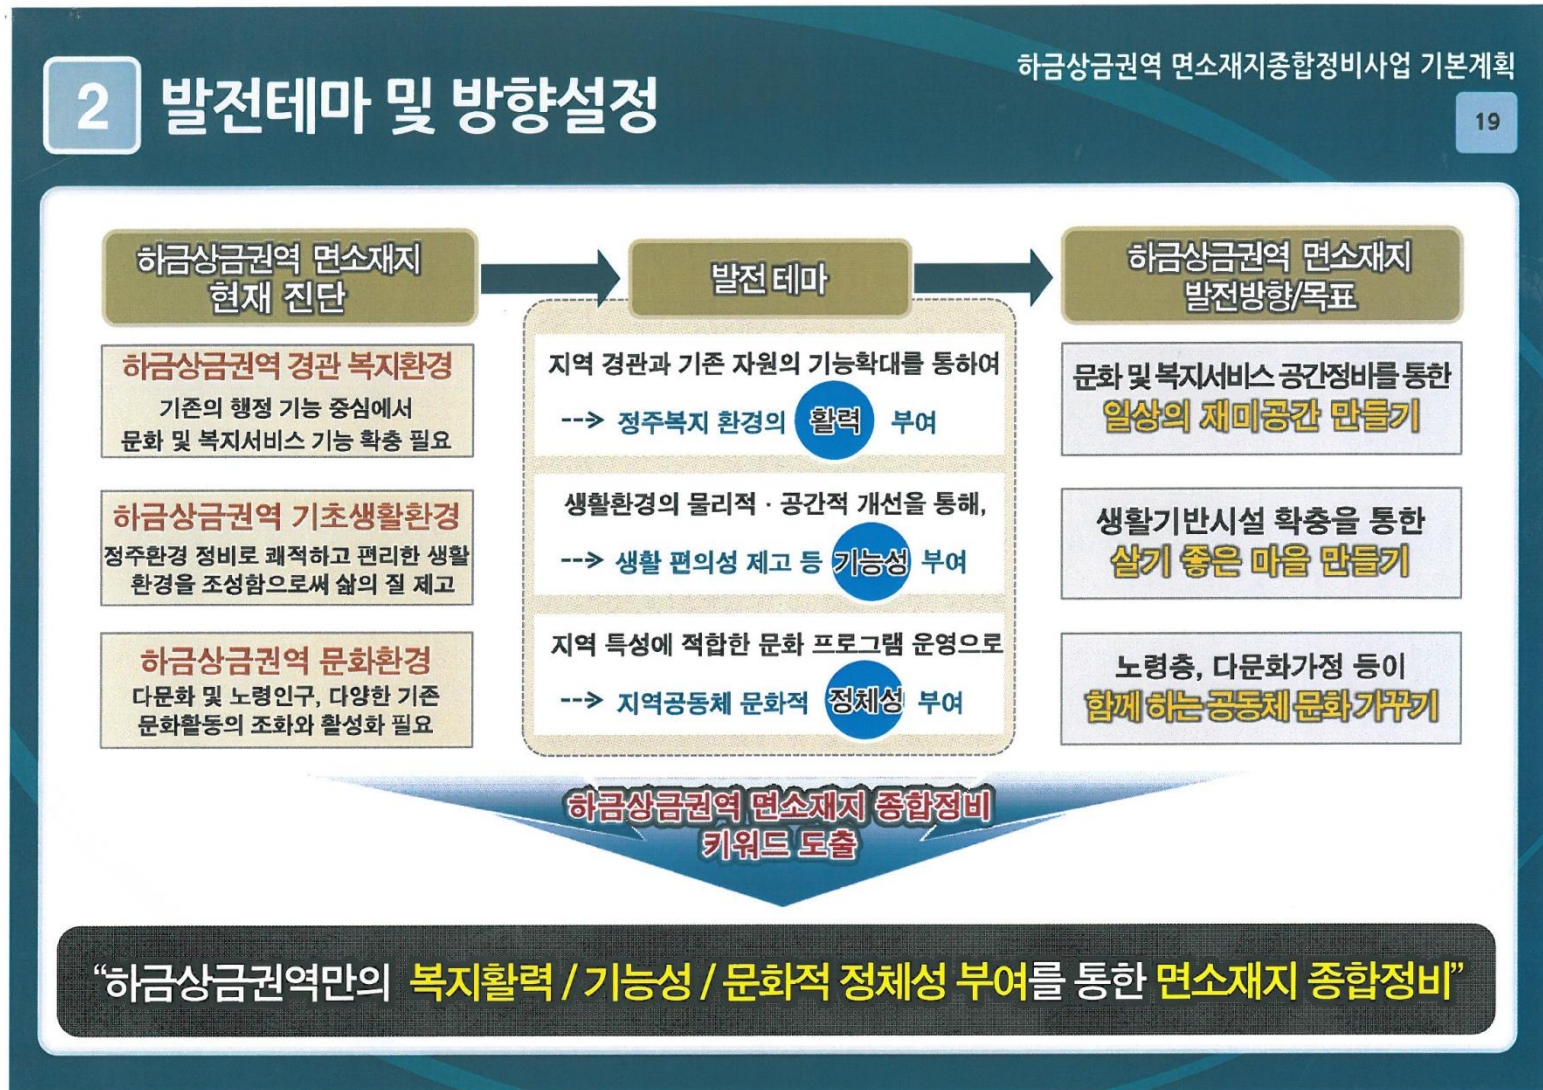 하금상금권역 면소재지종합정비사업 기본계획
19
2 발전테마 및 방향설정
하금상금권역 면소재지
현재 진단
발전 테마
하금상금권역 면소재지
발전방향/목표
하금상금권역 경관 복지환경
기존의 행정 기능 중심에서
문화 및 복지서비스 기능 확충 필요
지역 경관과 기존 자원의 기능확대를 통하여
---> 정주복지 환경의 활력 부여
문화 및 복지서비스 공간정비를 통한
일상의 재미공간 만들기
하금상금권역 기초생활환경
정주환경 정비로 쾌적하고 편리한 생활
환경을 조성함으로써 삶의 질 제고
생활환경의 물리적 · 공간적 개선을 통해,
---> 생활 편의성 제고 등 기능성 부여
생활기반시설 확충을 통한
살기 좋은 마을 만들기
하금상금권역 문화환경
다문화 및 노령인구, 다양한 기존
문화활동의 조화와 활성화 필요
지역 특성에 적합한 문화 프로그램 운영으로
---> 지역공동체 문화적 정체성 부여
노령층, 다문화가정 등이
함께 하는 공동체 문화 가꾸기
하금상금권역 면소재지 종합정비
키워드 도출
“하금상금권역만의 복지활력 / 기능성 / 문화적 정체성 부여를 통한 면소재지 종합정비”